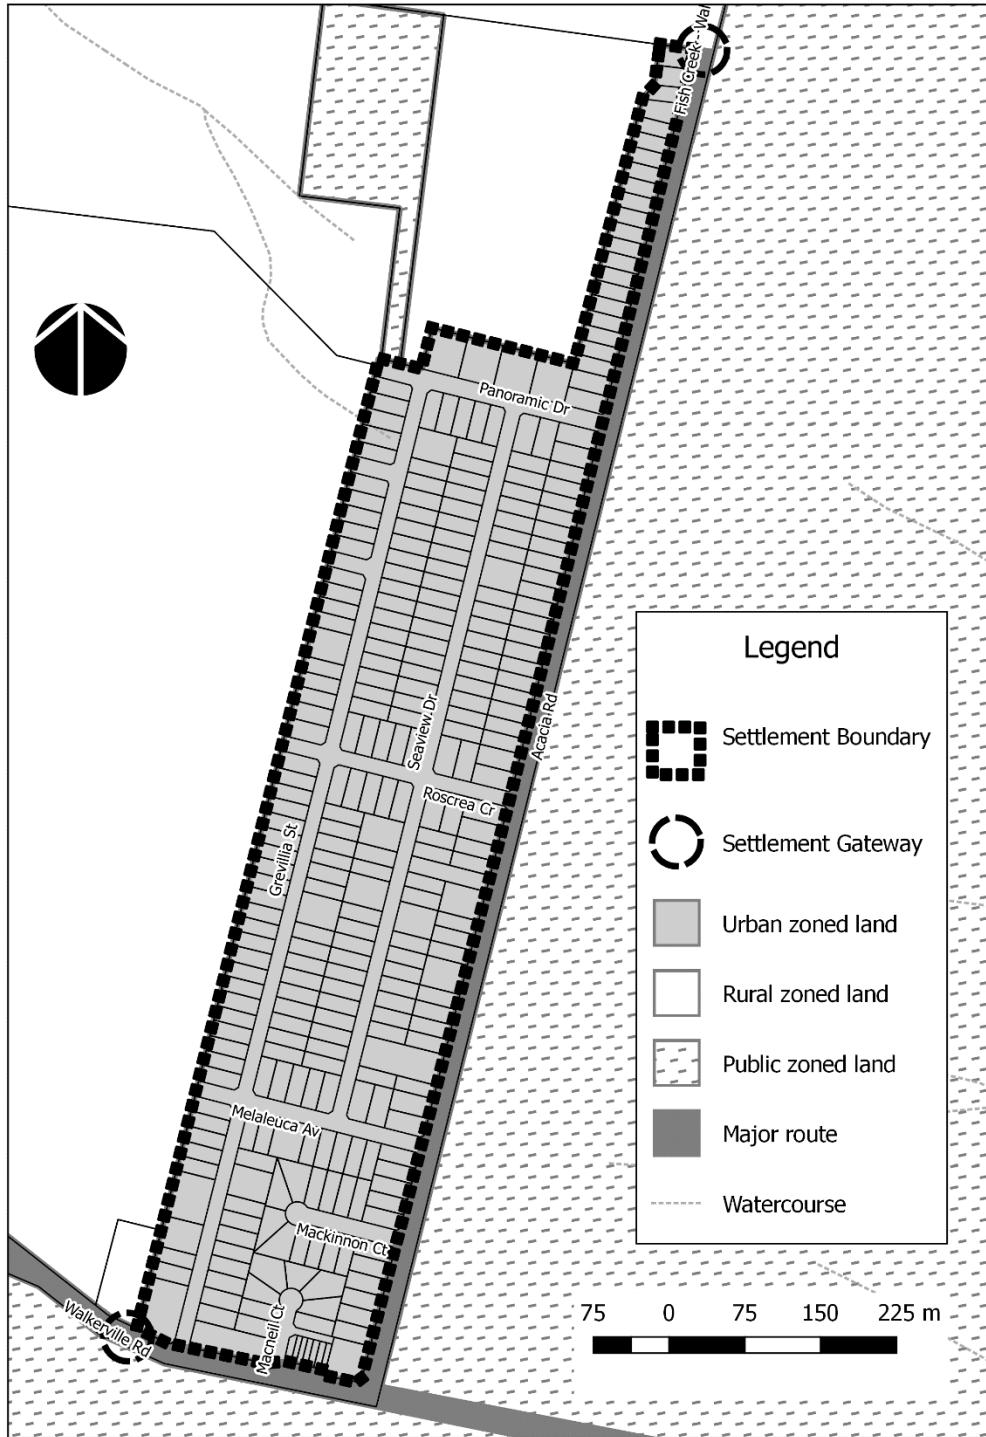 Fish Creek - Wal
Panoramic Dr
Seaview Dr
Acacia Rd
Roscrea Cr
Grevillia St
Melaleuca Av
Mackinnon Ct
Macneil Ct
Walkerville Rd
Legend
Settlement Boundary
Settlement Gateway
Urban zoned land
Rural zoned land
Public zoned land
Major route
Watercourse
75 0 75 150 225 m